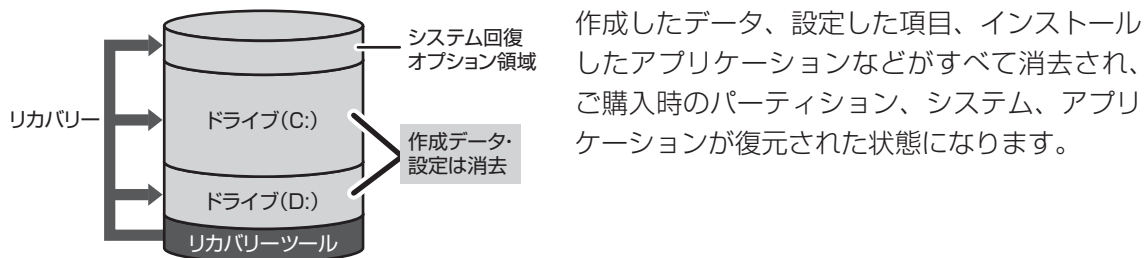 システム回復
オプション領域
リカバリー
ドライブ(C:)
作成データ・
設定は消去
ドライブ(D:)
リカバリーツール
作成したデータ、設定した項目、インストール
したアプリケーションなどがすべて消去され、
ご購入時のパーティション、システム、アプリ
ケーションが復元された状態になります。